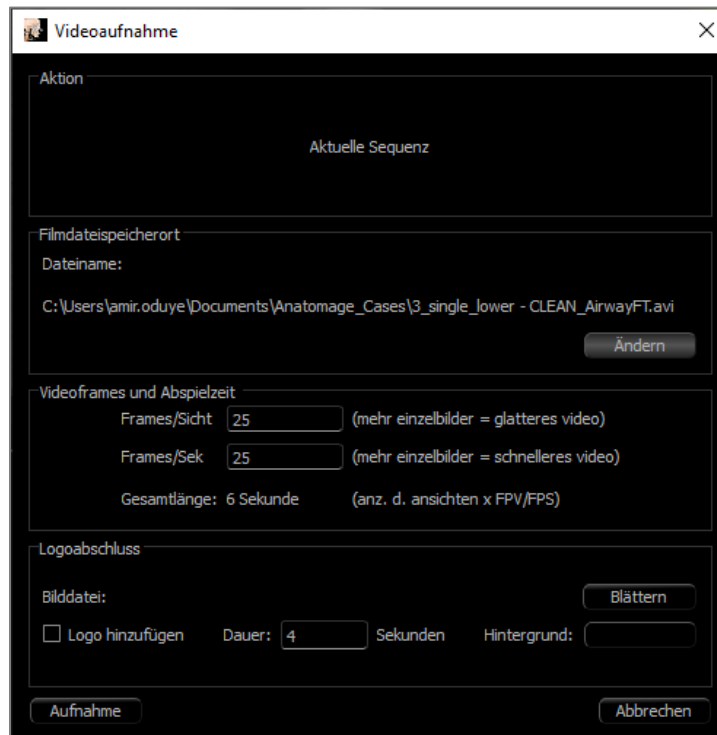 Videoaufnahme
Aktion
Aktuelle Sequenz
Filmdateispeicherort
Dateiname:
C:\Users\amir.oduye\Documents\Anatomage_Cases\3_single_lower - CLEAN_AirwayFT.avi
Ändern
Videoframes und Abspielzeit
Frames/Sicht 25 (mehr einzelbilder = glatteres video)
Frames/Sek 25 (mehr einzelbilder = schnelleres video)
Gesamtlänge: 6 Sekunde (anz. d. ansichten x FPV/FPS)
Logoabschluss
Bilddatei: Blättern
Logo hinzufügen Dauer: 4 Sekunden Hintergrund:
Aufnahme Abbrechen